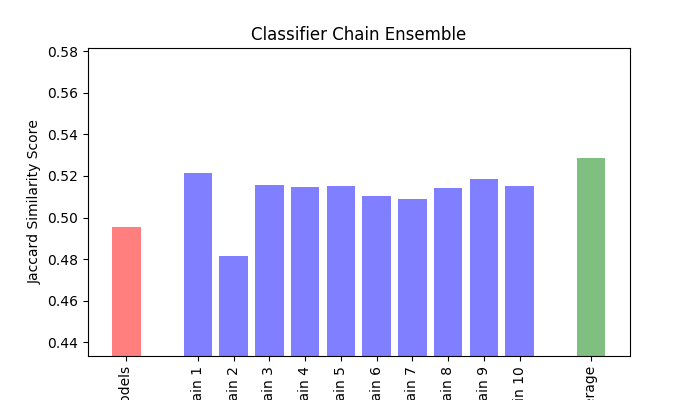 Classifier Chain Ensemble
Jaccard Similarity Score
0.58
0.56
0.54
0.52
0.50
0.48
0.46
0.44
odels
ain 1
ain 2
ain 3
ain 4
ain 5
ain 6
ain 7
ain 8
ain 9
in 10
erage